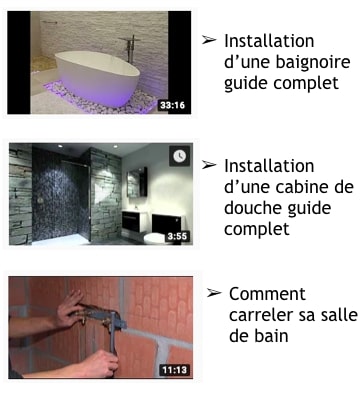 ➢ Installation
d’une baignoire
guide complet
33:16
➢ Installation
d’une cabine de
douche guide
complet
3:55
➢ Comment
carreler sa salle
de bain
11:13